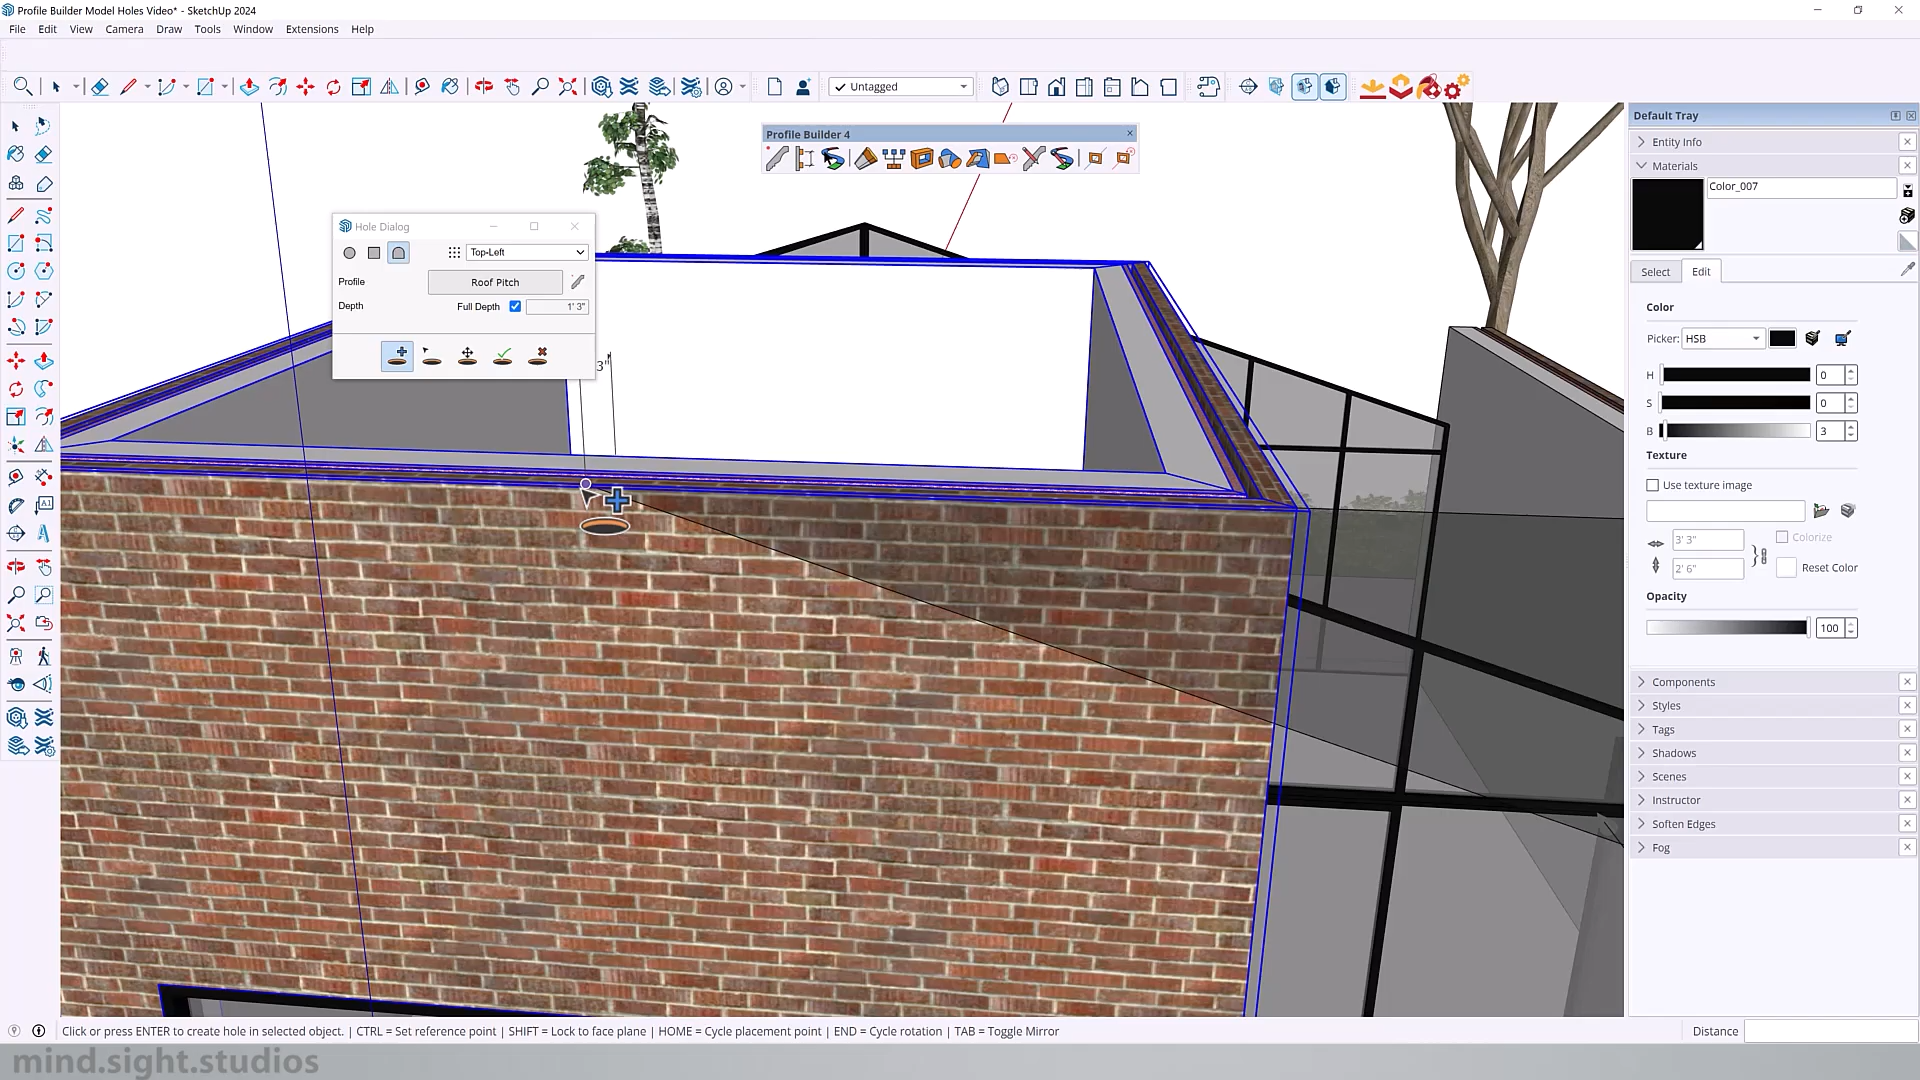 Profile Builder Model Holes Video* - SketchUp 2024
File Edit View Camera Draw Tools Window Extensions Help
Untagged
Default Tray
Profile Builder 4
Entity Info
Materials
Color_007
Hole Dialog
Top-Left
Profile Roof Pitch
Depth Full Depth 1' 3"
3"
Select Edit
Color
Picker: HSB
H 0
S 0
B 3
Texture
Use texture image
3' 3" Colorize
2' 6" Reset Color
Opacity
100
Components
Styles
Tags
Shadows
Scenes
Instructor
Soften Edges
Fog
Click or press ENTER to create hole in selected object. | CTRL = Set reference point | SHIFT = Lock to face plane | HOME = Cycle placement point | END = Cycle rotation | TAB = Toggle Mirror
Distance
mind.sight.studios